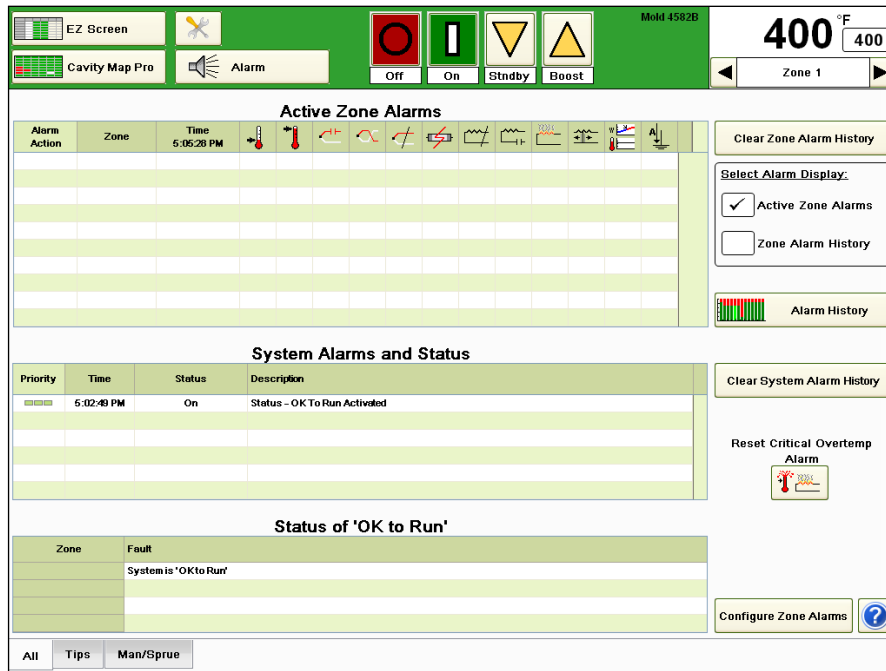 EZ Screen
Mold 4582B
400 °F
400
Cavity Map Pro
Alarm
Off
On
Stndby
Boost
Zone 1
Active Zone Alarms
Alarm Action
Zone
Time 5:05:28 PM
W
A
Clear Zone Alarm History
Select Alarm Display:
Active Zone Alarms
Zone Alarm History
Alarm History
System Alarms and Status
Priority
Time
Status
Description
5:02:49 PM
On
Status - OK To Run Activated
Clear System Alarm History
Reset Critical Overtemp
Alarm
Status of 'OK to Run'
Zone
Fault
System is 'OK to Run'
Configure Zone Alarms
?
All
Tips
Man/Sprue